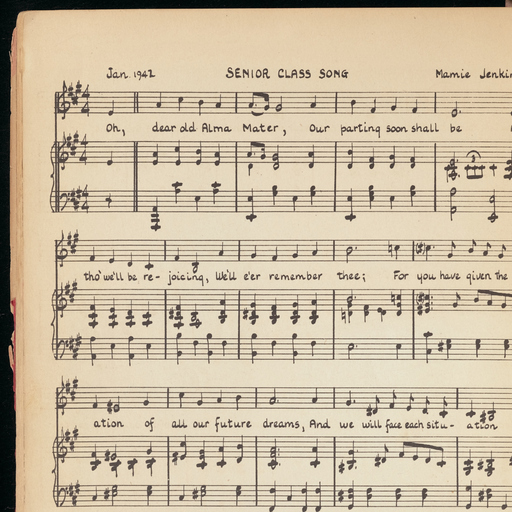 Jan. 1942 SENIOR CLASS SONG Mamie Jenkin
Oh, dear old Alma Mater, Our parting soon shall be
tho' we'll be re- joicing, We'll e'er remember thee; For you have given the
ation of all our future dreams, And we will face each situ- ation